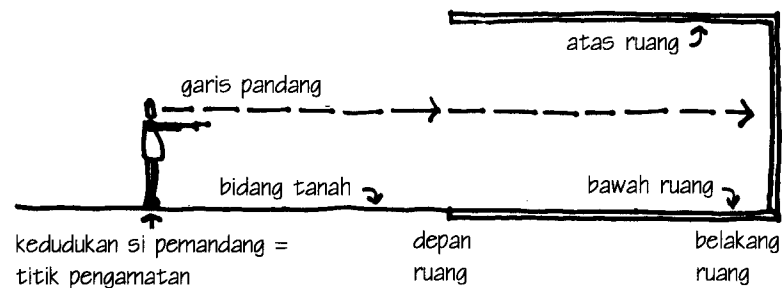 atas ruang
garis pandang
bidang tanah
bawah ruang
kedudukan si pemandang =
titik pengamatan
depan
ruang
belakang
ruang